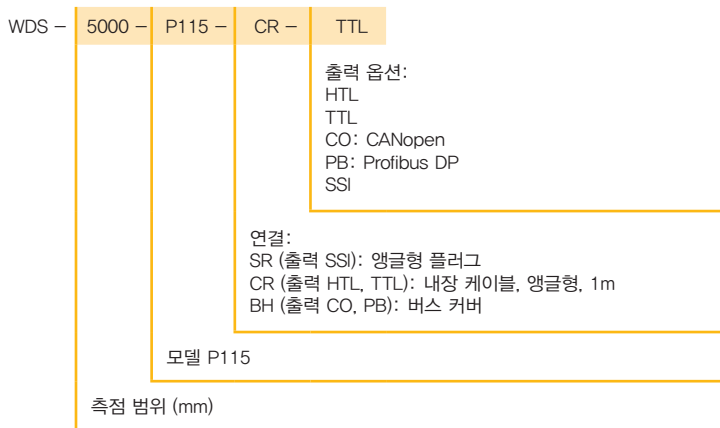 WDS – 5000 – P115 – CR – TTL
출력 옵션:
HTL
TTL
CO: CANopen
PB: Profibus DP
SSI
연결:
SR (출력 SSI): 앵글형 플러그
CR (출력 HTL, TTL): 내장 케이블, 앵글형, 1m
BH (출력 CO, PB): 버스 커버
모델 P115
측점 범위 (mm)